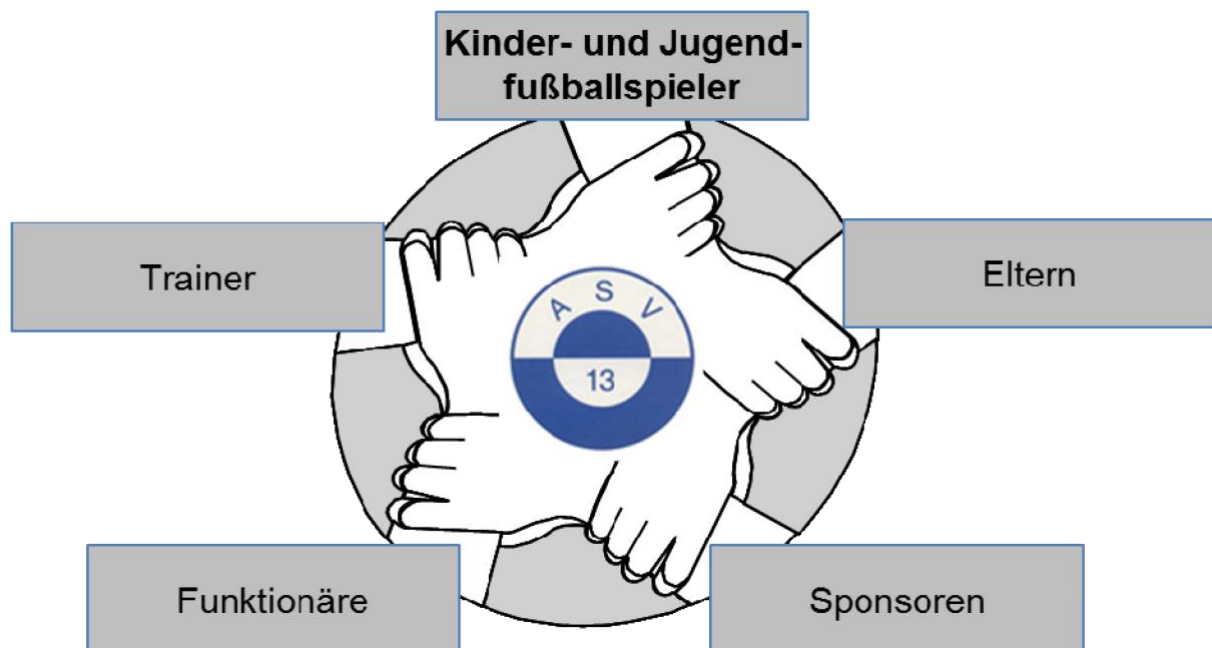 Kinder- und Jugend-
fußballspieler
Trainer
Eltern
A S V
13
Funktionäre
Sponsoren